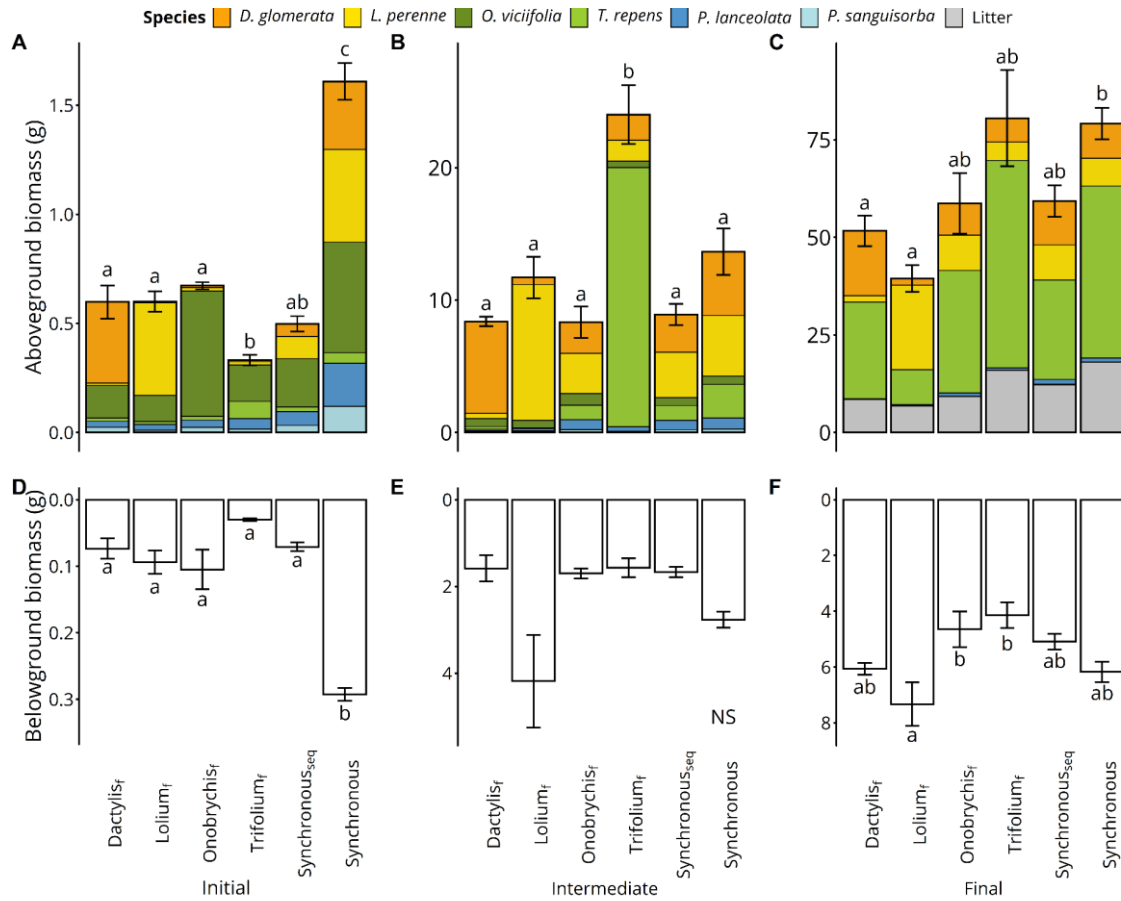 Species D. glomerata L. perenne O. viciifolia T. repens P. lanceolata P. sanguisorba Litter
A
Aboveground biomass (g)
1.5
1.0
0.5
0.0
a
a
a
b
ab
c
B
20
10
0
a
a
a
b
a
a
C
75
50
25
0
a
a
ab
ab
ab
b
D
Belowground biomass (g)
0.0
0.1
0.2
0.3
a
a
a
a
a
b
E
0
2
4
NS
F
0
2
4
6
8
ab
a
b
b
ab
ab
Dactylisf
Loliumf
Onobrychisf
Trifoliumf
Synchronousseq
Synchronous
Initial
Dactylisf
Loliumf
Onobrychisf
Trifoliumf
Synchronousseq
Synchronous
Intermediate
Dactylisf
Loliumf
Onobrychisf
Trifoliumf
Synchronousseq
Synchronous
Final